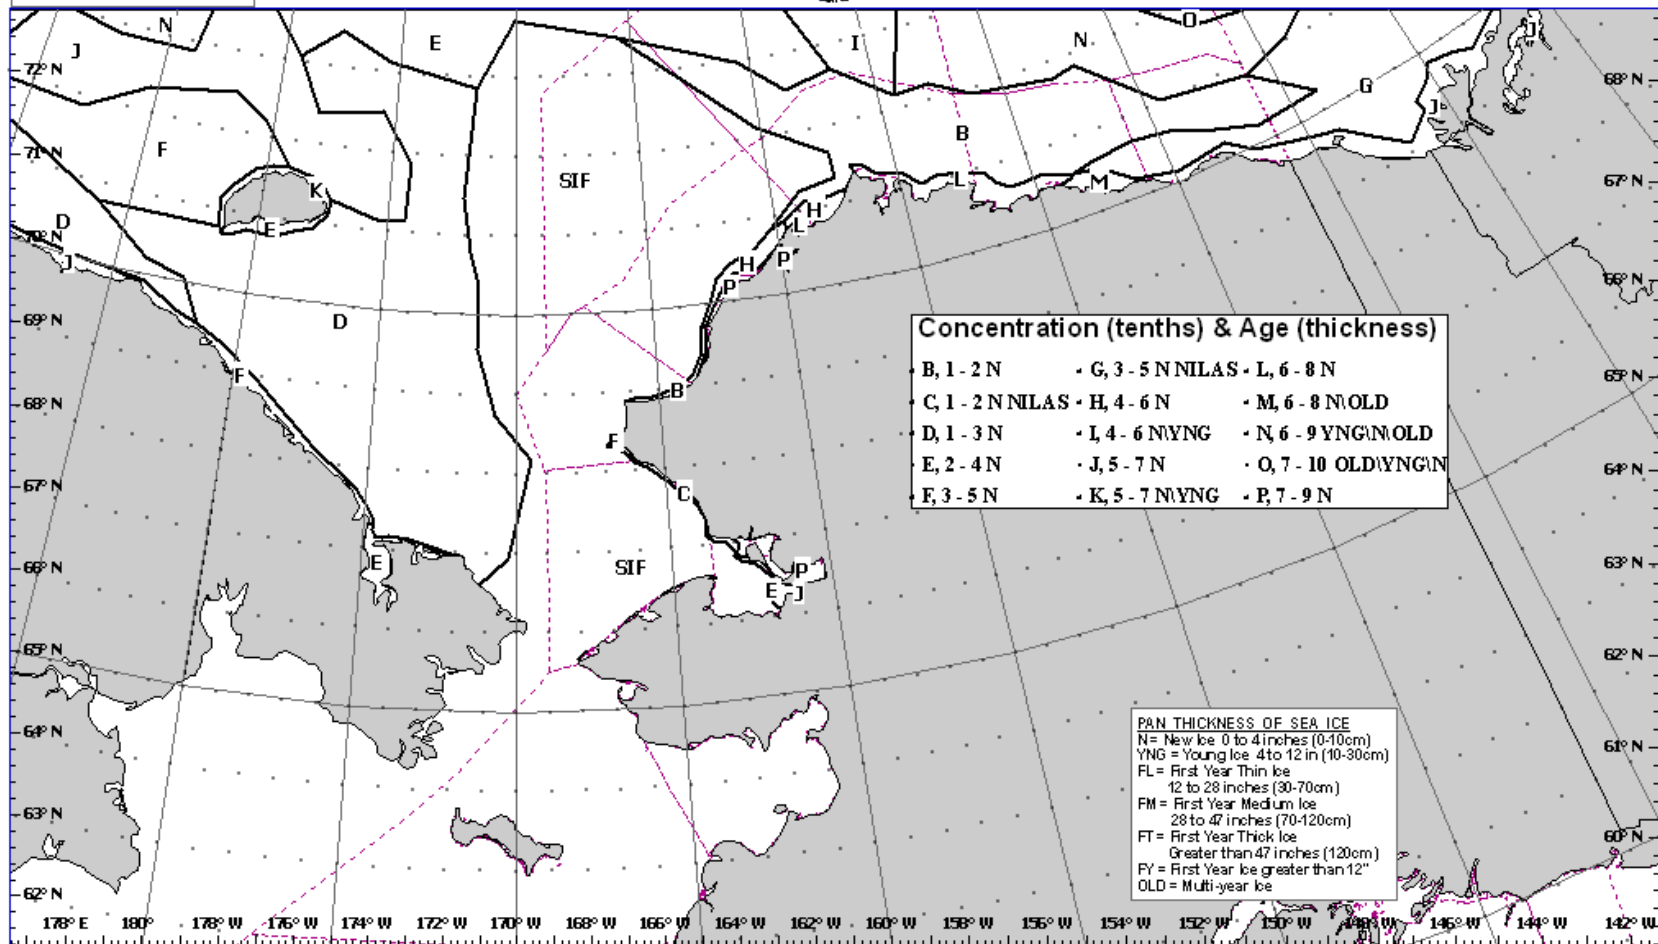 N
O
J
E
I
N
J
72° N
68° N
G
J
B
71° N
F
SIF
67° N
K
L
M
D
E
H
L
70° N
J
H
P
P
66° N
69° N
D
Concentration (tenths) & Age (thickness)
B, 1 - 2 N
G, 3 - 5 N NILAS
L, 6 - 8 N
C, 1 - 2 N NILAS
H, 4 - 6 N
M, 6 - 8 N\OLD
D, 1 - 3 N
I, 4 - 6 N\YNG
N, 6 - 9 YNG\N\OLD
E, 2 - 4 N
J, 5 - 7 N
O, 7 - 10 OLD\YNG\N
F, 3 - 5 N
K, 5 - 7 N\YNG
P, 7 - 9 N
F
B
65° N
68° N
F
64° N
67° N
C
66° N
E
SIF
P
E
J
63° N
65° N
62° N
64° N
PAN THICKNESS OF SEA ICE
N= New Ice 0 to 4 inches (0-10cm)
YNG = Young Ice 4 to 12 in (10-30cm)
FL = First Year Thin Ice
12 to 28 inches (30-70cm)
FM = First Year Medium Ice
28 to 47 inches (70-120cm)
FT = First Year Thick Ice
Greater than 47 inches (120cm)
FY = First Year Ice greater than 12"
OLD = Multi-year Ice
61° N
63° N
60° N
62° N
178° E
180°
178° W
176° W
174° W
172° W
170° W
168° W
166° W
164° W
162° W
160° W
158° W
156° W
154° W
152° W
150° W
148° W
146° W
144° W
142° W